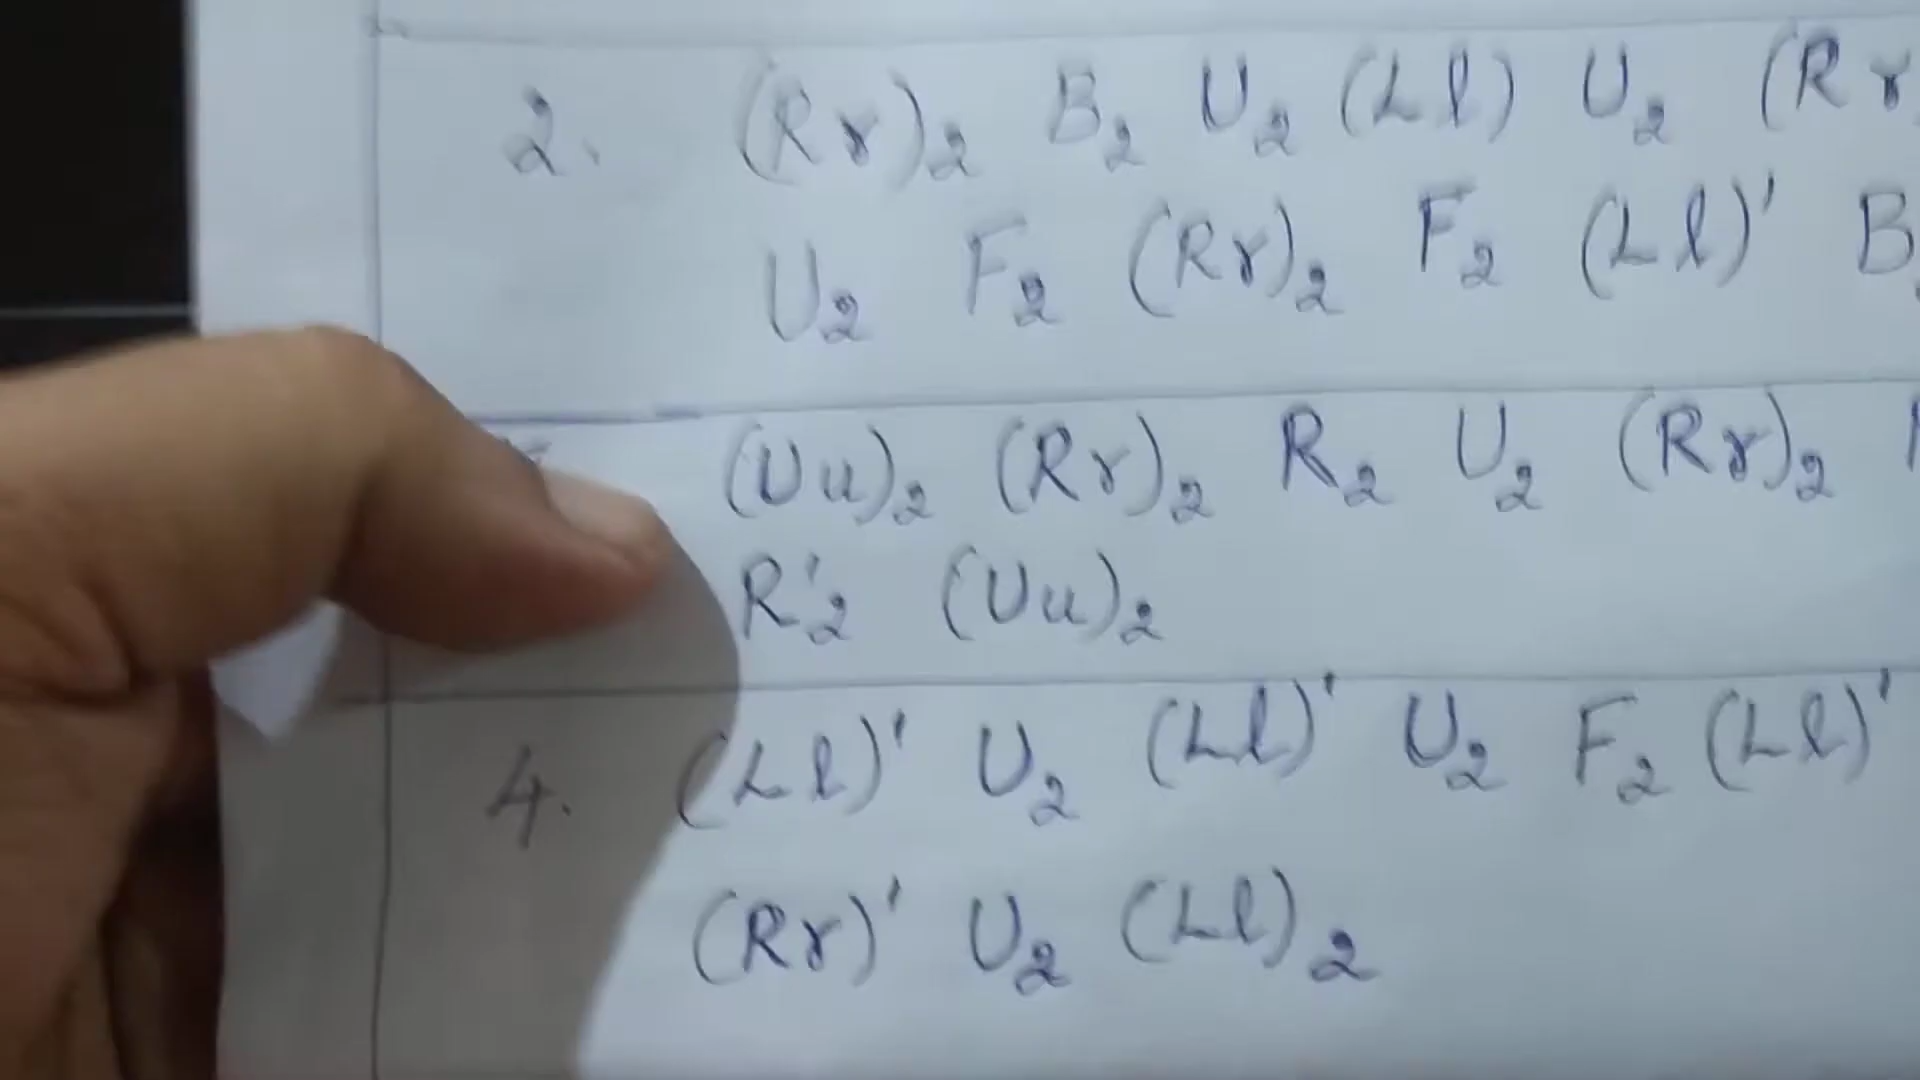 2. (Rr)₂ B₂ U₂ (Ll) U₂ (Rr
U₂ F₂ (Rr)₂ F₂ (Ll)' B
(Uu)₂ (Rr)₂ R₂ U₂ (Rr)₂
R'₂ (Uu)₂
4. (Ll)' U₂ (Ll)' U₂ F₂ (Ll)'
(Rr)' U₂ (Ll)₂